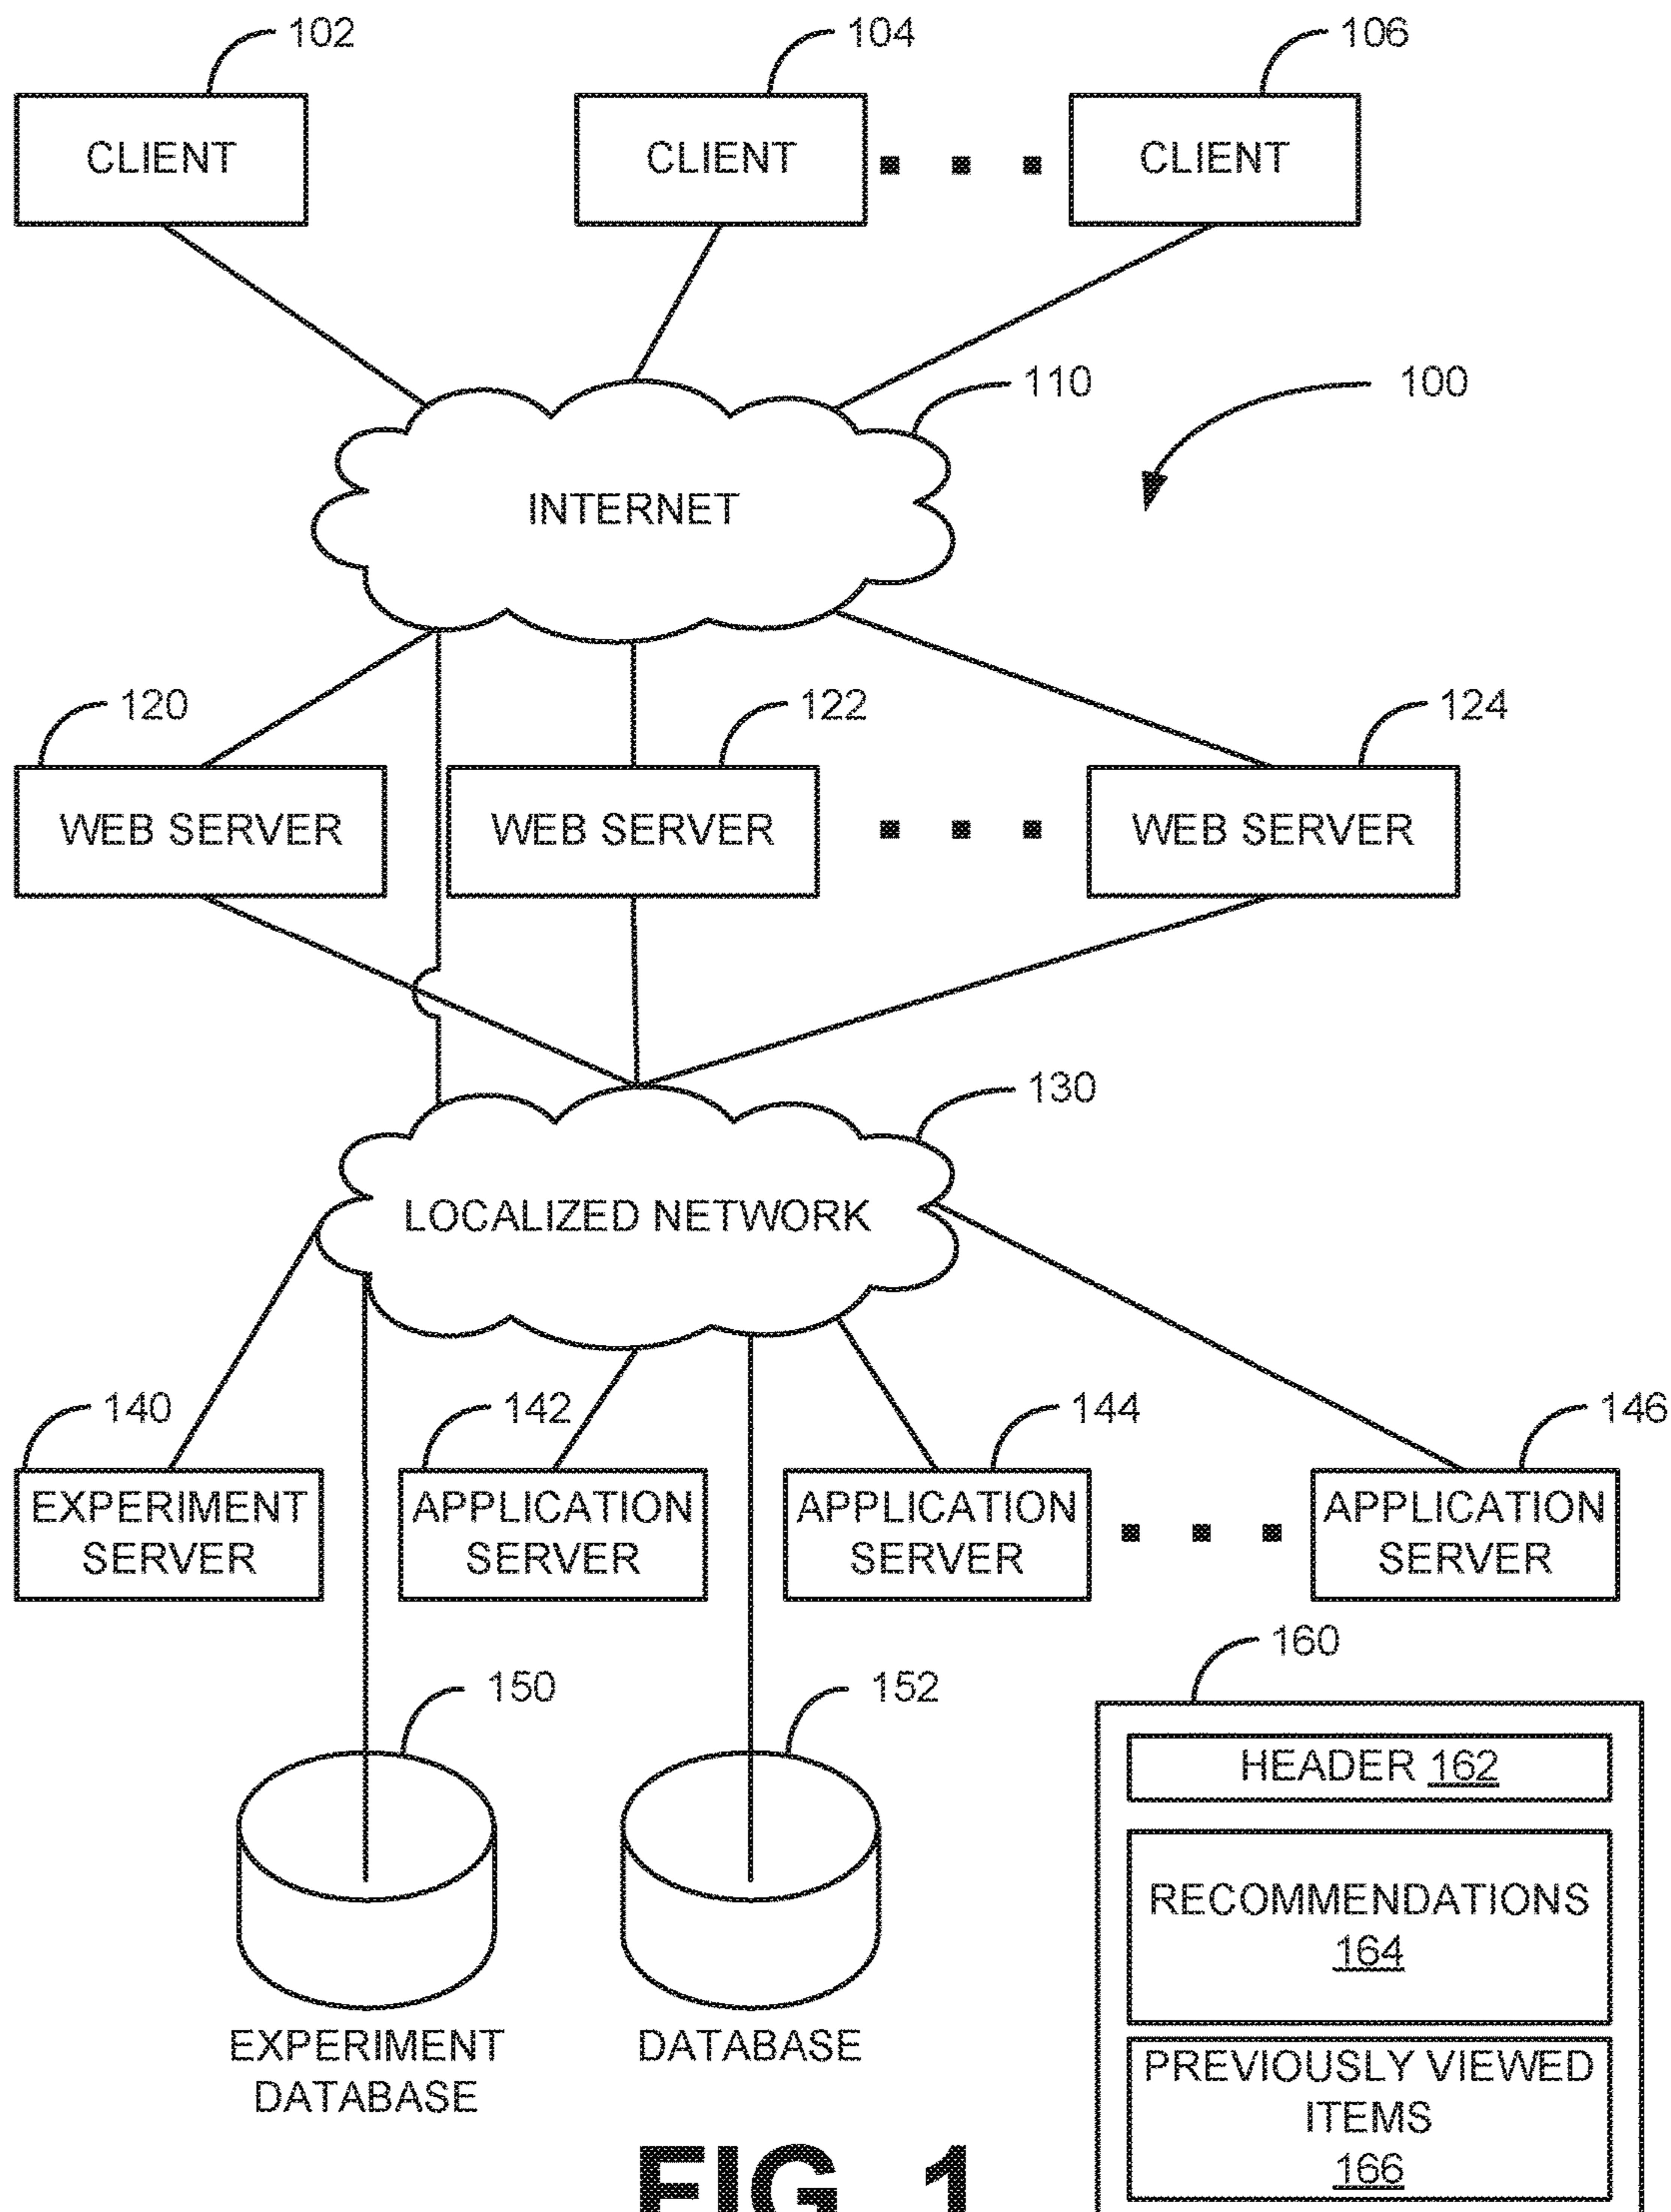 102
104
106
CLIENT
CLIENT
CLIENT
110
100
INTERNET
120
122
124
WEB SERVER
WEB SERVER
WEB SERVER
130
LOCALIZED NETWORK
140
142
144
146
EXPERIMENT
SERVER
APPLICATION
SERVER
APPLICATION
SERVER
APPLICATION
SERVER
150
152
160
HEADER 162
RECOMMENDATIONS
164
PREVIOUSLY VIEWED
ITEMS
166
EXPERIMENT
DATABASE
DATABASE
FIG. 1